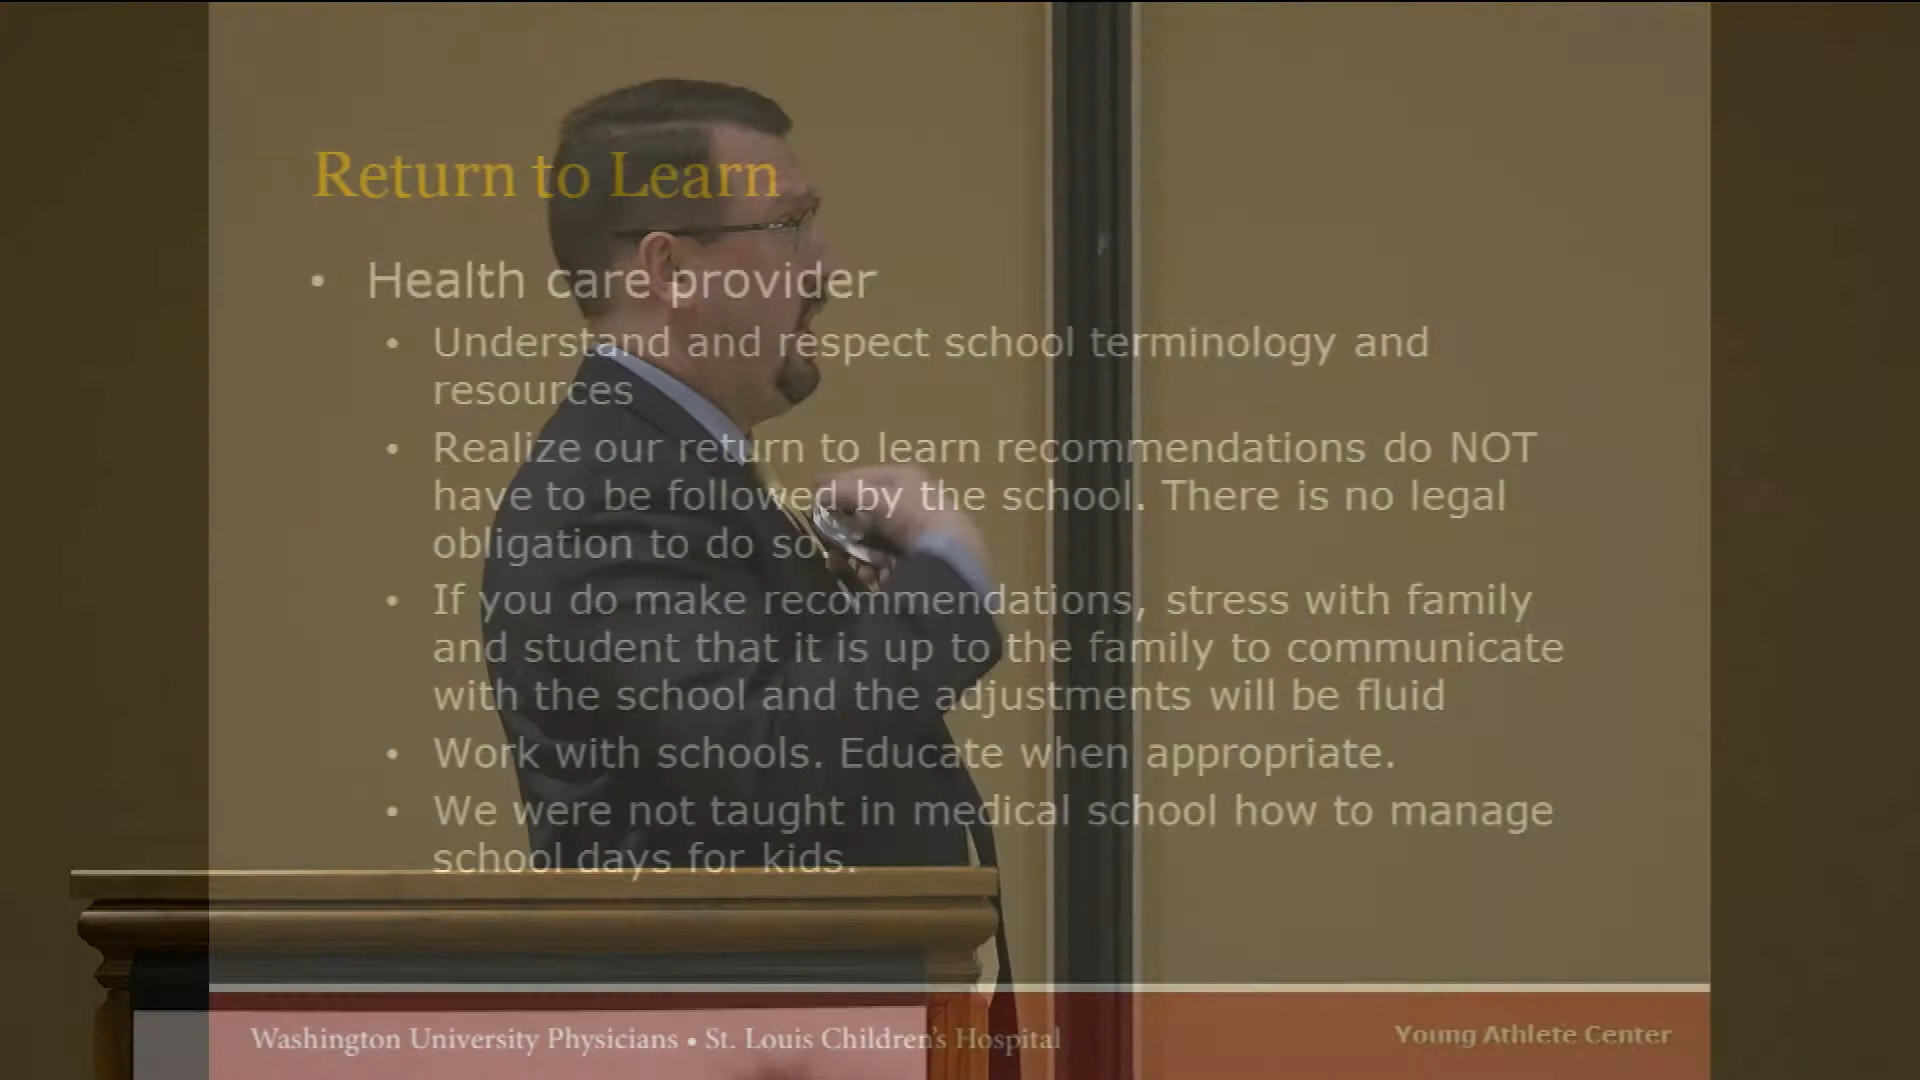 Return to Learn
• Health care provider
• Understand and respect school terminology and
resources
• Realize our return to learn recommendations do NOT
have to be followed by the school. There is no legal
obligation to do so.
• If you do make recommendations, stress with family
and student that it is up to the family to communicate
with the school and the adjustments will be fluid
• Work with schools. Educate when appropriate.
• We were not taught in medical school how to manage
school days for kids.
Washington University Physicians • St. Louis Children's Hospital
Young Athlete Center